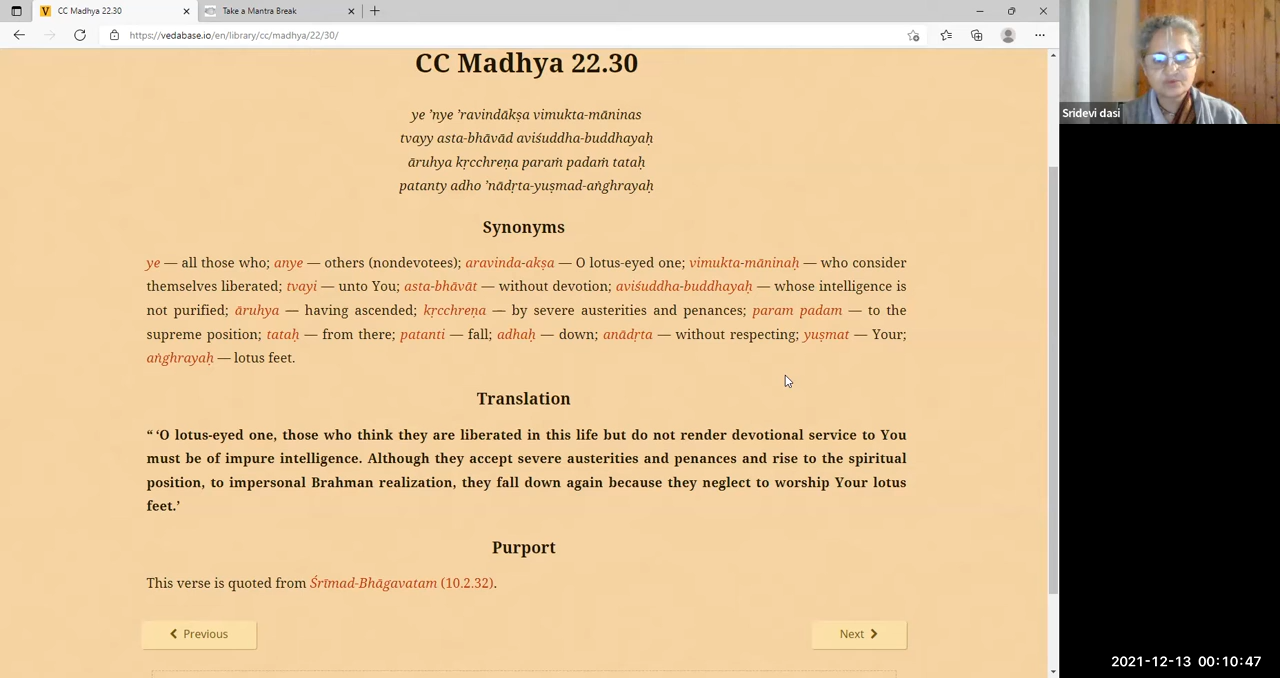 CC Madhya 22.30
Take a Mantra Break
https://vedabase.io/en/library/cc/madhya/22/30/
CC Madhya 22.30
ye ’nye ’ravindākṣa vimukta-māninas
tvayy asta-bhāvād aviśuddha-buddhayaḥ
āruhya kṛcchreṇa paraṁ padaṁ tataḥ
patanty adho ’nādṛta-yuṣmad-aṅghrayaḥ
Synonyms
ye — all those who; anye — others (nondevotees); aravinda-akṣa — O lotus-eyed one; vimukta-māninaḥ — who consider
themselves liberated; tvayi — unto You; asta-bhāvāt — without devotion; aviśuddha-buddhayaḥ — whose intelligence is
not purified; āruhya — having ascended; kṛcchreṇa — by severe austerities and penances; param padam — to the
supreme position; tataḥ — from there; patanti — fall; adhaḥ — down; anādṛta — without respecting; yuṣmat — Your;
aṅghrayaḥ — lotus feet.
Translation
“ ‘O lotus-eyed one, those who think they are liberated in this life but do not render devotional service to You
must be of impure intelligence. Although they accept severe austerities and penances and rise to the spiritual
position, to impersonal Brahman realization, they fall down again because they neglect to worship Your lotus
feet.’
Purport
This verse is quoted from Śrīmad-Bhāgavatam (10.2.32).
Previous
Next
Sridevi dasi
2021-12-13 00:10:47